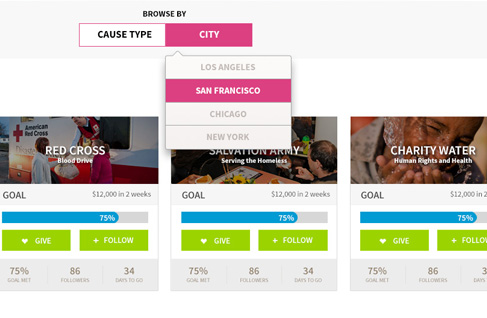 BROWSE BY
CAUSE TYPE
CITY
LOS ANGELES
SAN FRANCISCO
CHICAGO
NEW YORK
American
Red Cross
RED CROSS
Blood Drive
GOAL
$12,000 in 2 weeks
75%
GIVE
+ FOLLOW
75%
GOAL MET
86
FOLLOWERS
34
DAYS TO GO
SALVATION ARMY
Serving the Homeless
GOAL
$12,000 in 2 weeks
75%
GIVE
+ FOLLOW
75%
GOAL MET
86
FOLLOWERS
34
DAYS TO GO
CHARITY WATER
Human Rights and Health
GOAL
$12,000 in 2 w
75%
GIVE
+ FOLLOW
75%
GOAL MET
86
FOLLOWERS
34
DAYS TO GO